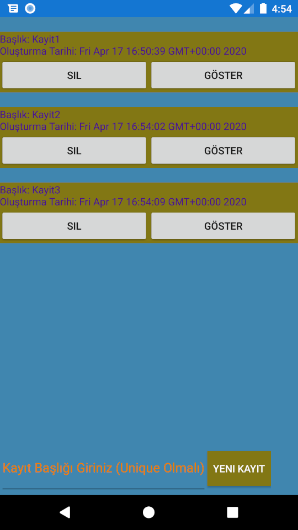 4:54
Başlık: Kayit1
Oluşturma Tarihi: Fri Apr 17 16:50:39 GMT+00:00 2020
SIL GÖSTER
Başlık: Kayit2
Oluşturma Tarihi: Fri Apr 17 16:54:02 GMT+00:00 2020
SIL GÖSTER
Başlık: Kayit3
Oluşturma Tarihi: Fri Apr 17 16:54:09 GMT+00:00 2020
SIL GÖSTER
Kayıt Başlığı Giriniz (Unique Olmalı) YENI KAYIT